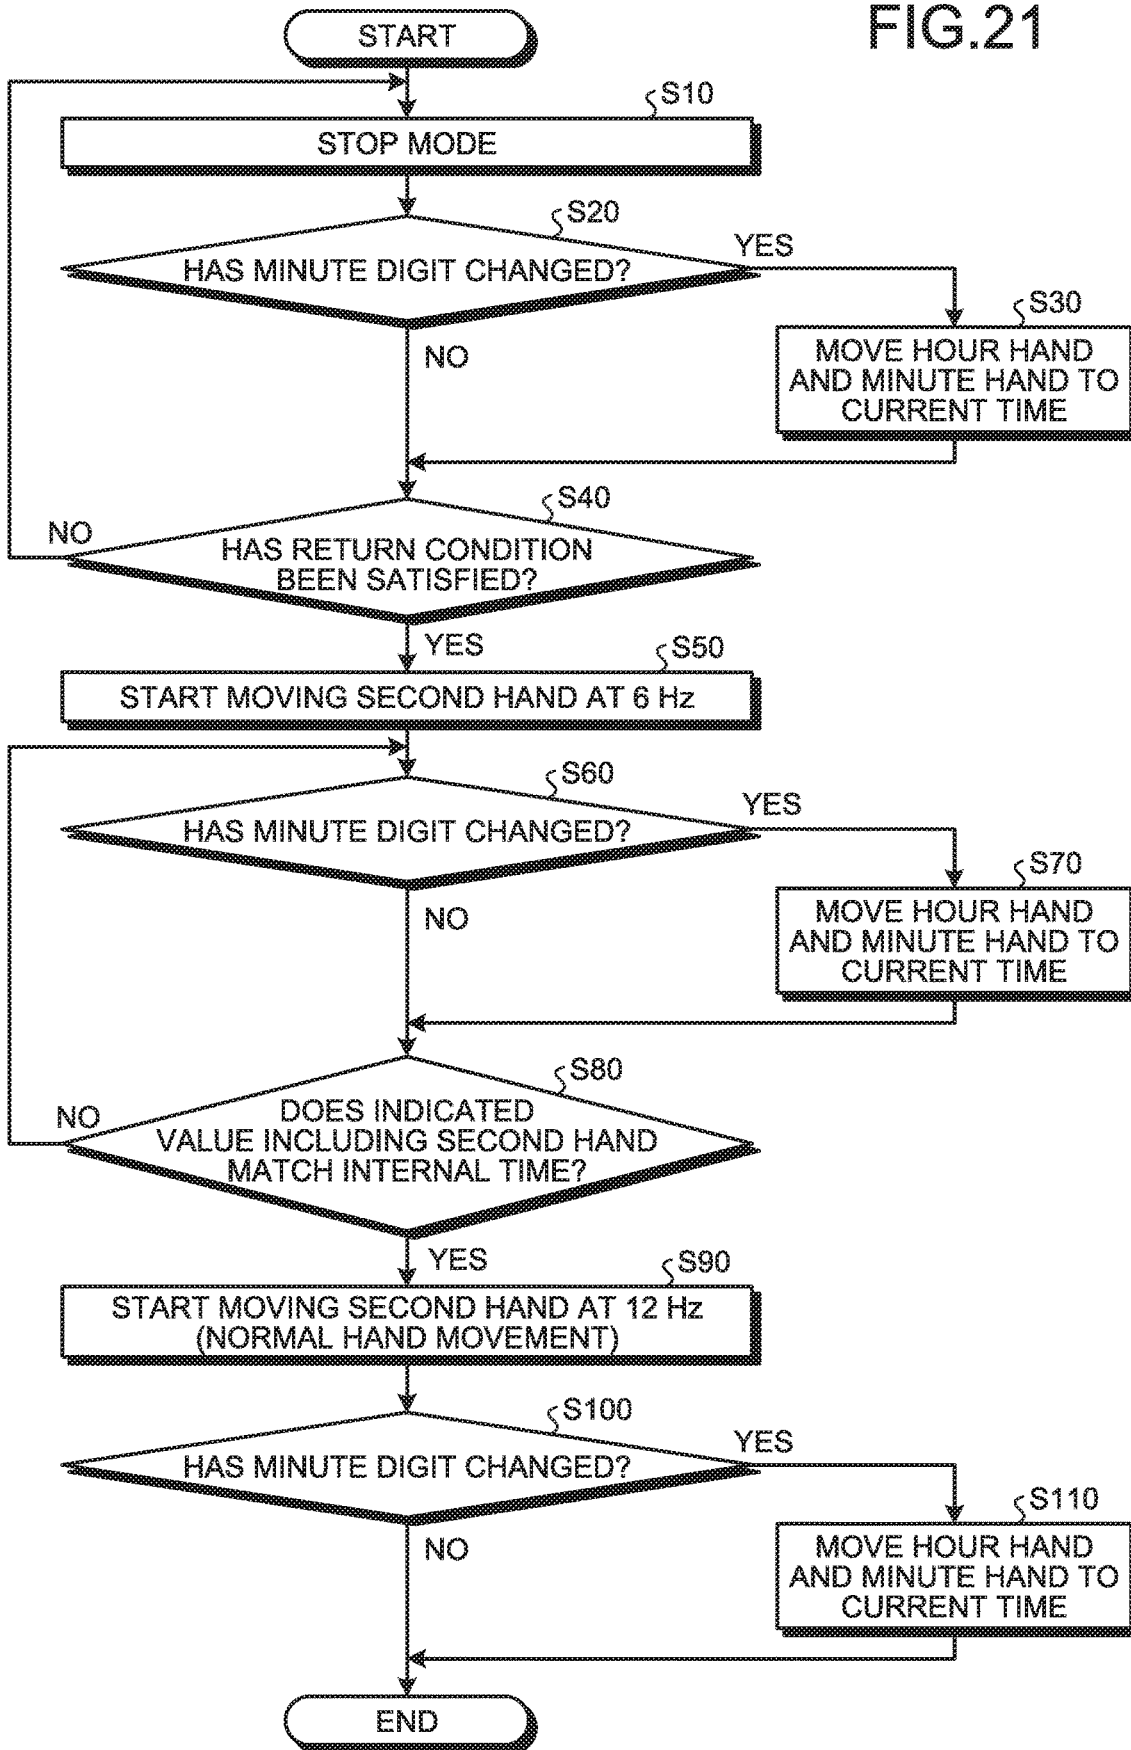 FIG.21
START
S10
STOP MODE
S20
HAS MINUTE DIGIT CHANGED?
YES
NO
S30
MOVE HOUR HAND
AND MINUTE HAND TO
CURRENT TIME
S40
NO
HAS RETURN CONDITION
BEEN SATISFIED?
YES
S50
START MOVING SECOND HAND AT 6 Hz
S60
HAS MINUTE DIGIT CHANGED?
YES
NO
S70
MOVE HOUR HAND
AND MINUTE HAND TO
CURRENT TIME
S80
NO
DOES INDICATED
VALUE INCLUDING SECOND HAND
MATCH INTERNAL TIME?
YES
S90
START MOVING SECOND HAND AT 12 Hz
(NORMAL HAND MOVEMENT)
S100
HAS MINUTE DIGIT CHANGED?
YES
NO
S110
MOVE HOUR HAND
AND MINUTE HAND TO
CURRENT TIME
END